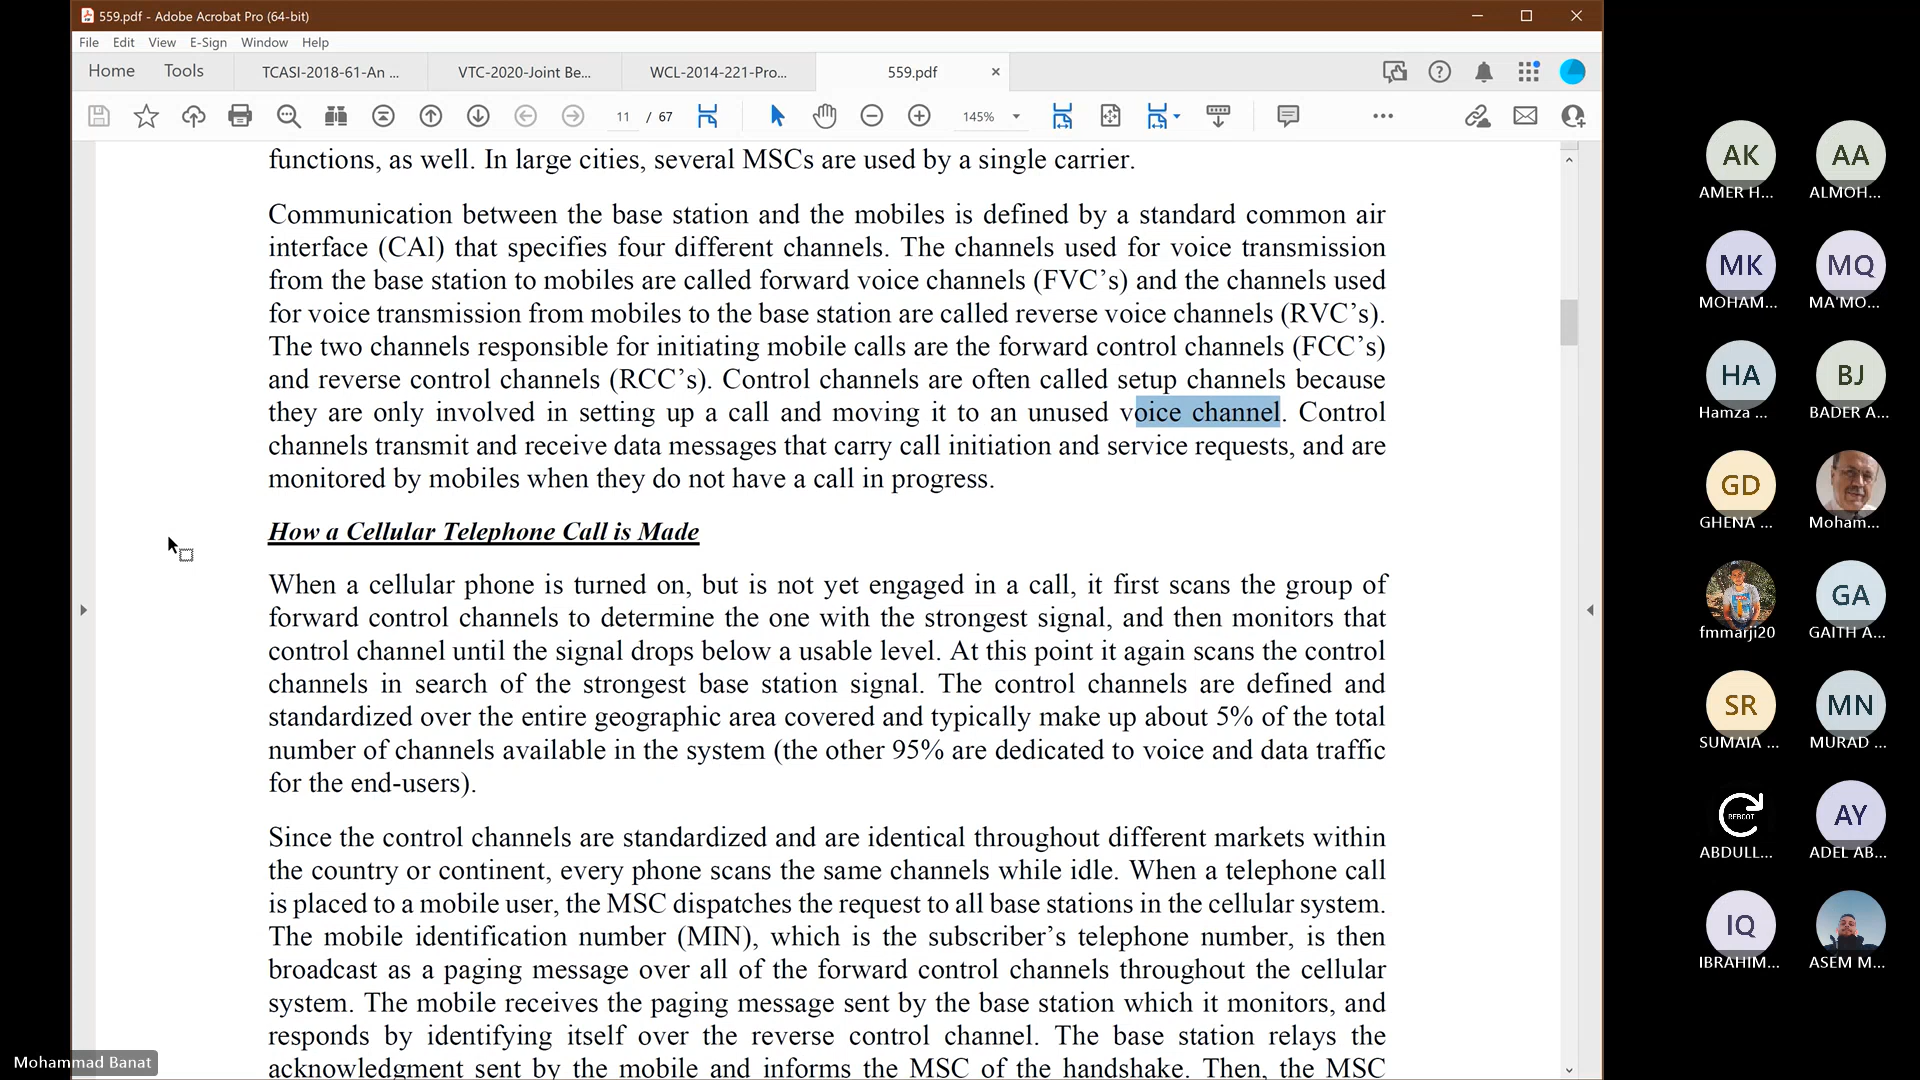 559.pdf - Adobe Acrobat Pro (64-bit)
File Edit View E-Sign Window Help
Home Tools TCASI-2018-61-An ... VTC-2020-Joint Be... WCL-2014-221-Pro... 559.pdf
11 / 67 145%
functions, as well. In large cities, several MSCs are used by a single carrier.
Communication between the base station and the mobiles is defined by a standard common air
interface (CAl) that specifies four different channels. The channels used for voice transmission
from the base station to mobiles are called forward voice channels (FVC’s) and the channels used
for voice transmission from mobiles to the base station are called reverse voice channels (RVC’s).
The two channels responsible for initiating mobile calls are the forward control channels (FCC’s)
and reverse control channels (RCC’s). Control channels are often called setup channels because
they are only involved in setting up a call and moving it to an unused voice channel. Control
channels transmit and receive data messages that carry call initiation and service requests, and are
monitored by mobiles when they do not have a call in progress.
How a Cellular Telephone Call is Made
When a cellular phone is turned on, but is not yet engaged in a call, it first scans the group of
forward control channels to determine the one with the strongest signal, and then monitors that
control channel until the signal drops below a usable level. At this point it again scans the control
channels in search of the strongest base station signal. The control channels are defined and
standardized over the entire geographic area covered and typically make up about 5% of the total
number of channels available in the system (the other 95% are dedicated to voice and data traffic
for the end-users).
Since the control channels are standardized and are identical throughout different markets within
the country or continent, every phone scans the same channels while idle. When a telephone call
is placed to a mobile user, the MSC dispatches the request to all base stations in the cellular system.
The mobile identification number (MIN), which is the subscriber’s telephone number, is then
broadcast as a paging message over all of the forward control channels throughout the cellular
system. The mobile receives the paging message sent by the base station which it monitors, and
responds by identifying itself over the reverse control channel. The base station relays the
acknowledgment sent by the mobile and informs the MSC of the handshake. Then, the MSC
Mohammad Banat
AK AA
AMER H... ALMOH...
MK MQ
MOHAM... MA'MO...
HA BJ
Hamza ... BADER A...
GD
GHENA ... Moham...
GA
fmmarji20 GAITH A...
SR MN
SUMAIA ... MURAD ...
REBOOT AY
ABDULL... ADEL AB...
IQ
IBRAHIM... ASEM M...